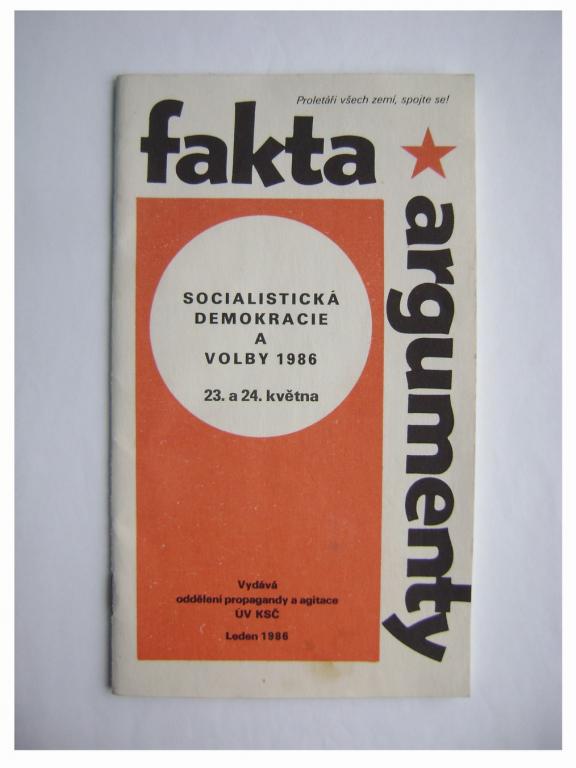 Proletáři všech zemí, spojte se!
fakta
argumenty
SOCIALISTICKÁ
DEMOKRACIE
A
VOLBY 1986
23. a 24. května
Vydává
oddělení propagandy a agitace
ÚV KSČ
Leden 1986